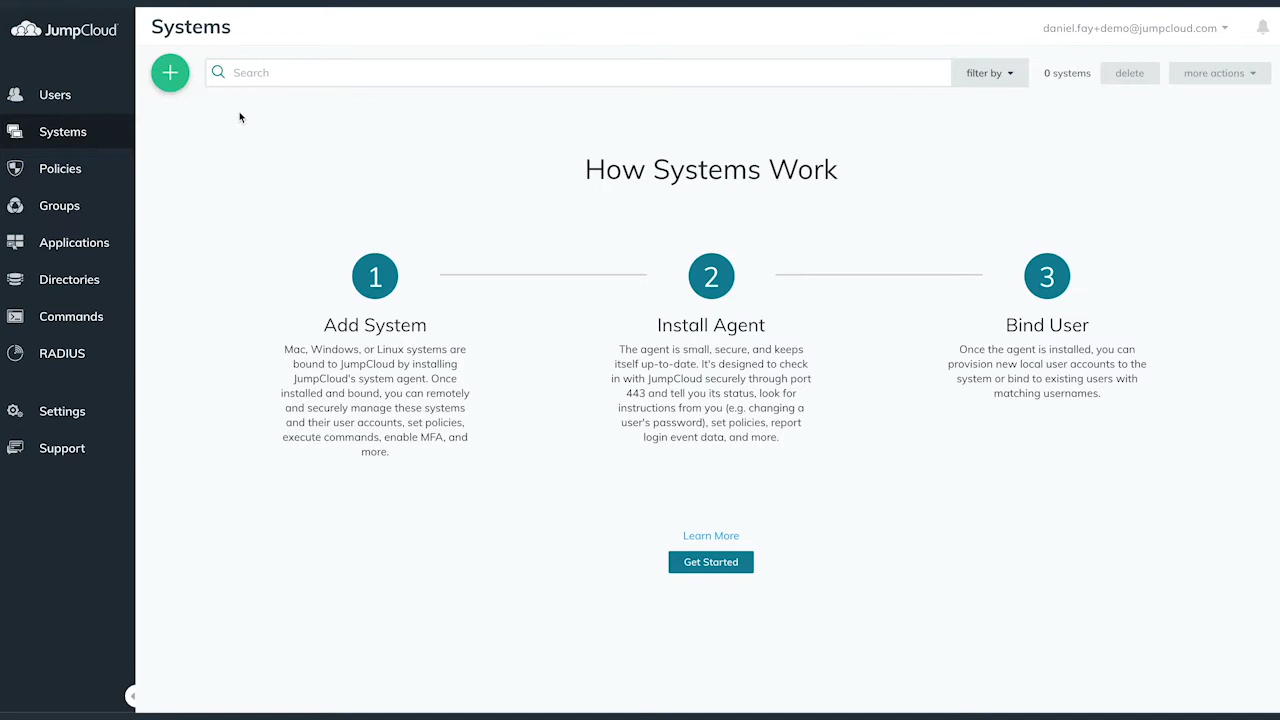 JumpCloud
Systems
daniel.fay+demo@jumpcloud.com
Search
filter by
0 systems
delete
more actions
Users
Systems
Policies
Groups
Applications
Directories
Commands
RADIUS
Settings
Support
How Systems Work
1
Add System
Mac, Windows, or Linux systems are
bound to JumpCloud by installing
JumpCloud's system agent. Once
installed and bound, you can remotely
and securely manage these systems
and their user accounts, set policies,
execute commands, enable MFA, and
more.
2
Install Agent
The agent is small, secure, and keeps
itself up-to-date. It's designed to check
in with JumpCloud securely through port
443 and tell you its status, look for
instructions from you (e.g. changing a
user's password), set policies, report
login event data, and more.
3
Bind User
Once the agent is installed, you can
provision new local user accounts to the
system or bind to existing users with
matching usernames.
Learn More
Get Started